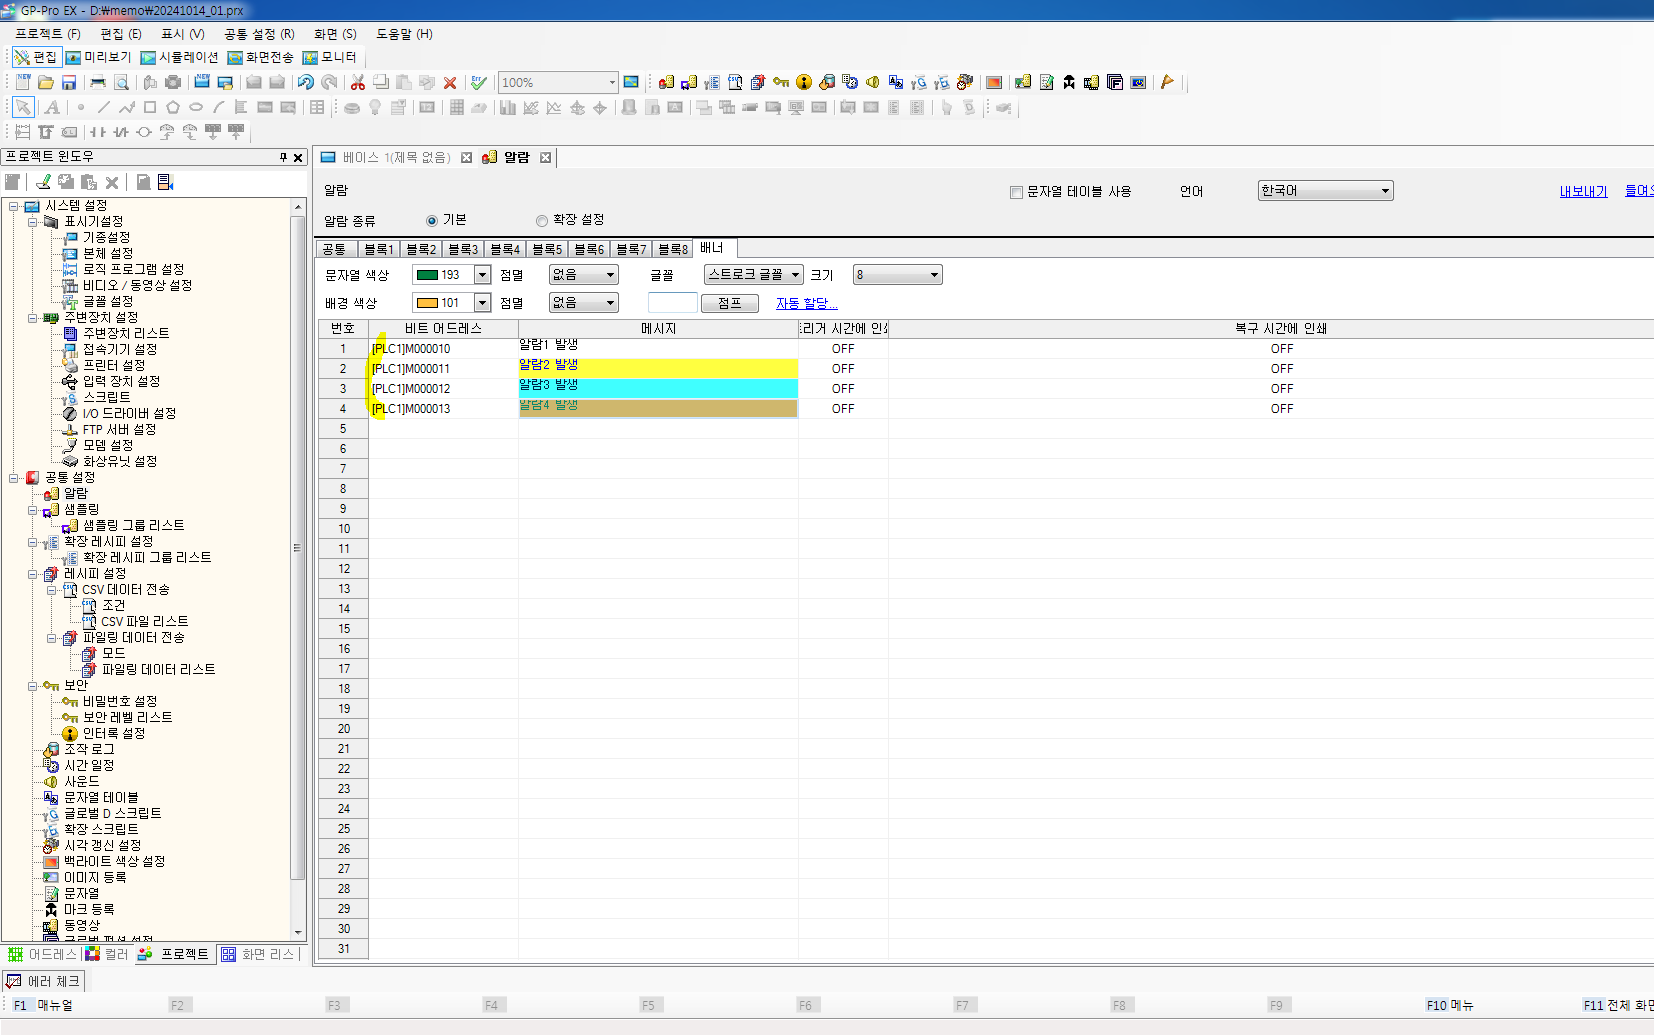 GP-Pro EX - D:₩memo₩20241014_01.prx
프로젝트 (F) 편집 (E) 표시 (V) 공통 설정 (R) 화면 (S) 도움말 (H)
편집 미리보기 시뮬레이션 화면전송 모니터
100%
프로젝트 윈도우
시스템 설정
표시기설정
기종설정
본체 설정
로직 프로그램 설정
비디오 / 동영상 설정
글꼴 설정
주변장치 설정
주변장치 리스트
접속기기 설정
프린터 설정
입력 장치 설정
스크립트
I/O 드라이버 설정
FTP 서버 설정
모뎀 설정
화상유닛 설정
공통 설정
알람
샘플링
샘플링 그룹 리스트
확장 레시피 설정
확장 레시피 그룹 리스트
레시피 설정
CSV 데이터 전송
조건
CSV 파일 리스트
파일링 데이터 전송
모드
파일링 데이터 리스트
보안
비밀번호 설정
보안 레벨 리스트
인터록 설정
조작 로그
시간 일정
사운드
문자열 테이블
글로벌 D 스크립트
확장 스크립트
시각 갱신 설정
백라이트 색상 설정
이미지 등록
문자열
마크 등록
동영상
어드레스 컬러 프로젝트 화면 리스
베이스 1(제목 없음) 알람
알람 문자열 테이블 사용 언어 한국어 내보내기 들여오
알람 종류 기본 확장 설정
공통 블록1 블록2 블록3 블록4 블록5 블록6 블록7 블록8 배너
문자열 색상 193 점멸 없음 글꼴 스트로크 글꼴 크기 8
배경 색상 101 점멸 없음 점프 자동 할당...
번호 비트 어드레스 메시지 리거 시간에 인쇄 복구 시간에 인쇄
1 [PLC1]M000010 알람1 발생 OFF OFF
2 [PLC1]M000011 알람2 발생 OFF OFF
3 [PLC1]M000012 알람3 발생 OFF OFF
4 [PLC1]M000013 알람4 발생 OFF OFF
5
6
7
8
9
10
11
12
13
14
15
16
17
18
19
20
21
22
23
24
25
26
27
28
29
30
31
에러 체크
F1 매뉴얼 F2 F3 F4 F5 F6 F7 F8 F9 F10 메뉴 F11 전체 화면